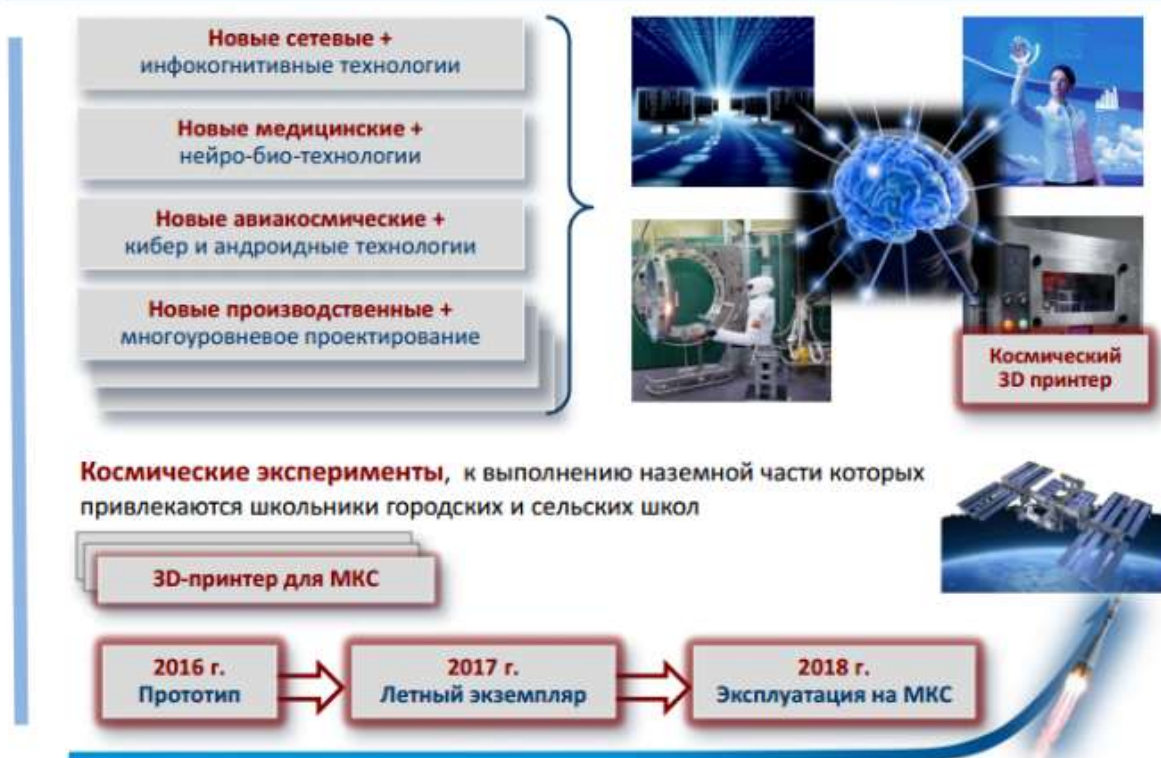 Новые сетевые +
инфокогнитивные технологии
Новые медицинские +
нейро-био-технологии
Новые авиакосмические +
кибер и андроидные технологии
Новые производственные +
многоуровневое проектирование
Космический
3D принтер
Космические эксперименты, к выполнению наземной части которых
привлекаются школьники городских и сельских школ
3D-принтер для МКС
2016 г.
Прототип
2017 г.
Летный экземпляр
2018 г.
Эксплуатация на МКС